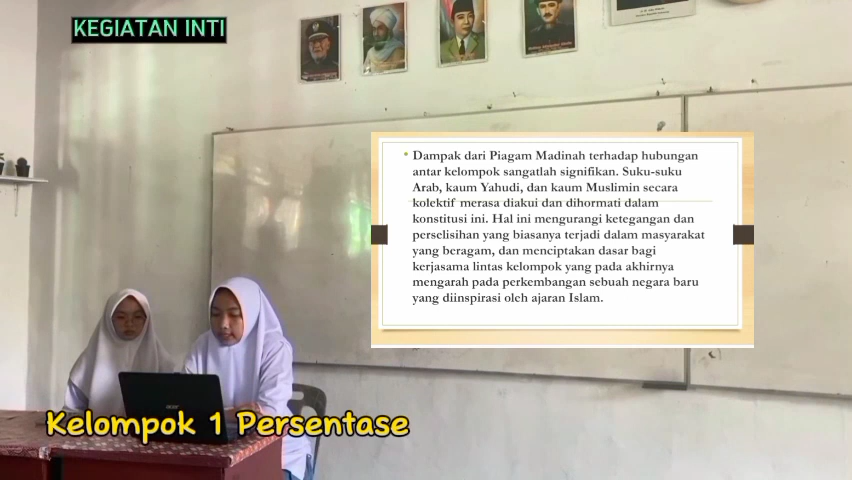 KEGIATAN INTI
• Dampak dari Piagam Madinah terhadap hubungan
antar kelompok sangatlah signifikan. Suku-suku
Arab, kaum Yahudi, dan kaum Muslimin secara
kolektif merasa diakui dan dihormati dalam
konstitusi ini. Hal ini mengurangi ketegangan dan
perselisihan yang biasanya terjadi dalam masyarakat
yang beragam, dan menciptakan dasar bagi
kerjasama lintas kelompok yang pada akhirnya
mengarah pada perkembangan sebuah negara baru
yang diinspirasi oleh ajaran Islam.
acer
Kelompok 1 Persentase